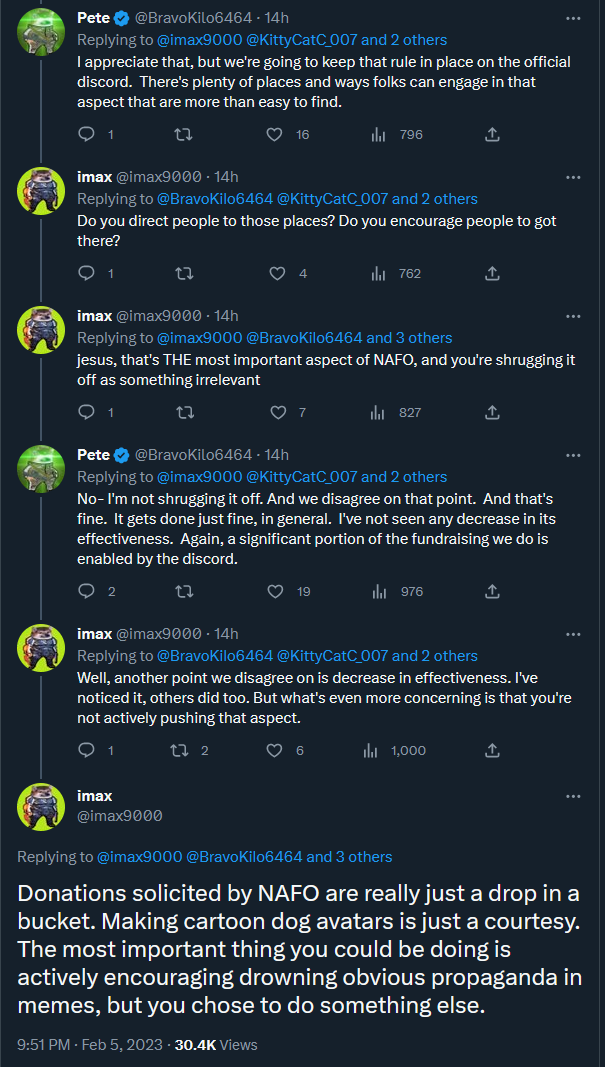 Pete @BravoKilo6464 · 14h
Replying to @imax9000 @KittyCatC_007 and 2 others
I appreciate that, but we're going to keep that rule in place on the official
discord.  There's plenty of places and ways folks can engage in that
aspect that are more than easy to find.
1 16 796
imax @imax9000 · 14h
Replying to @BravoKilo6464 @KittyCatC_007 and 2 others
Do you direct people to those places? Do you encourage people to got
there?
1 4 762
imax @imax9000 · 14h
Replying to @imax9000 @BravoKilo6464 and 3 others
jesus, that's THE most important aspect of NAFO, and you're shrugging it
off as something irrelevant
1 7 827
Pete @BravoKilo6464 · 14h
Replying to @imax9000 @KittyCatC_007 and 2 others
No- I'm not shrugging it off. And we disagree on that point.  And that's
fine.  It gets done just fine, in general.  I've not seen any decrease in its
effectiveness.  Again, a significant portion of the fundraising we do is
enabled by the discord.
2 19 976
imax @imax9000 · 14h
Replying to @BravoKilo6464 @KittyCatC_007 and 2 others
Well, another point we disagree on is decrease in effectiveness. I've
noticed it, others did too. But what's even more concerning is that you're
not actively pushing that aspect.
1 2 6 1,000
imax
@imax9000
Replying to @imax9000 @BravoKilo6464 and 3 others
Donations solicited by NAFO are really just a drop in a
bucket. Making cartoon dog avatars is just a courtesy.
The most important thing you could be doing is
actively encouraging drowning obvious propaganda in
memes, but you chose to do something else.
9:51 PM · Feb 5, 2023 · 30.4K Views